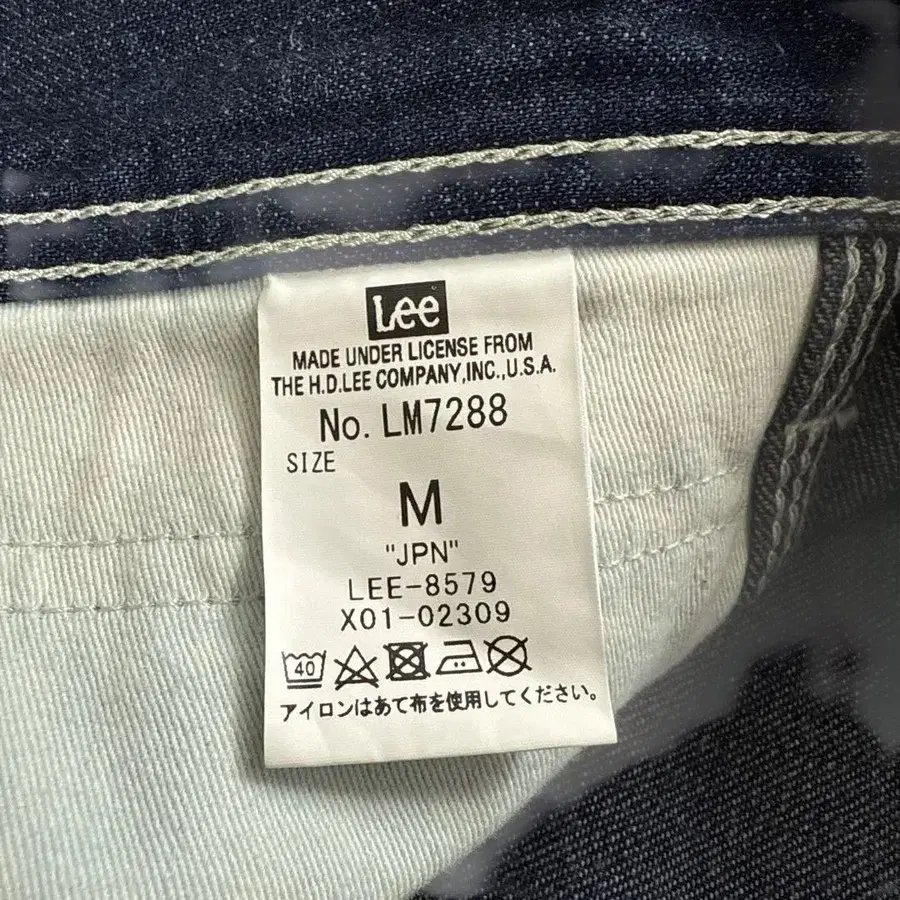 Lee
MADE UNDER LICENSE FROM
THE H.D.LEE COMPANY,INC.,U.S.A.
No. LM7288
SIZE
M
"JPN"
LEE-8579
X01-02309
40
アイロンはあて布を使用してください。